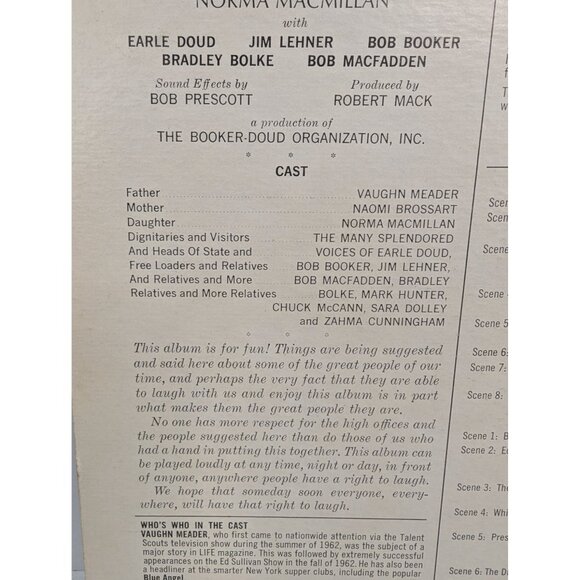 NORMA MACMILLAN
with
EARLE DOUD JIM LEHNER BOB BOOKER
BRADLEY BOLKE BOB MACFADDEN
Sound Effects by Produced by
BOB PRESCOTT ROBERT MACK
a production of
THE BOOKER-DOUD ORGANIZATION, INC.
* * *
CAST
Father VAUGHN MEADER
Mother NAOMI BROSSART
Daughter NORMA MACMILLAN
Dignitaries and Visitors THE MANY SPLENDORED
And Heads Of State and VOICES OF EARLE DOUD,
Free Loaders and Relatives BOB BOOKER, JIM LEHNER,
And Relatives and More BOB MACFADDEN, BRADLEY
Relatives and More Relatives BOLKE, MARK HUNTER,
CHUCK McCANN, SARA DOLLEY
and ZAHMA CUNNINGHAM
This album is for fun! Things are being suggested
and said here about some of the great people of our
time, and perhaps the very fact that they are able
to laugh with us and enjoy this album is in part
what makes them the great people they are.
No one has more respect for the high offices and
the people suggested here than do those of us who
had a hand in putting this together. This album can
be played loudly at any time, night or day, in front
of anyone, anywhere people have a right to laugh.
We hope that someday soon everyone, every-
where, will have that right to laugh.
WHO'S WHO IN THE CAST
VAUGHN MEADER, who first came to nationwide attention via the Talent
Scouts television show during the summer of 1962, was the subject of a
major story in LIFE magazine. This was followed by extremely successful
appearances on the Ed Sullivan Show in the fall of 1962. He has also been
a headliner at the smarter New York supper clubs, including the popular
Blue Angel
Scene
Scene
Scene
Scene 5
Scene 6:
Scene 7:
Scene 8:
Scene 1: B
Scene 2:
Scene 3: The
Scene 4: Whi
Scene 5: Pres
Scene 6: The Du